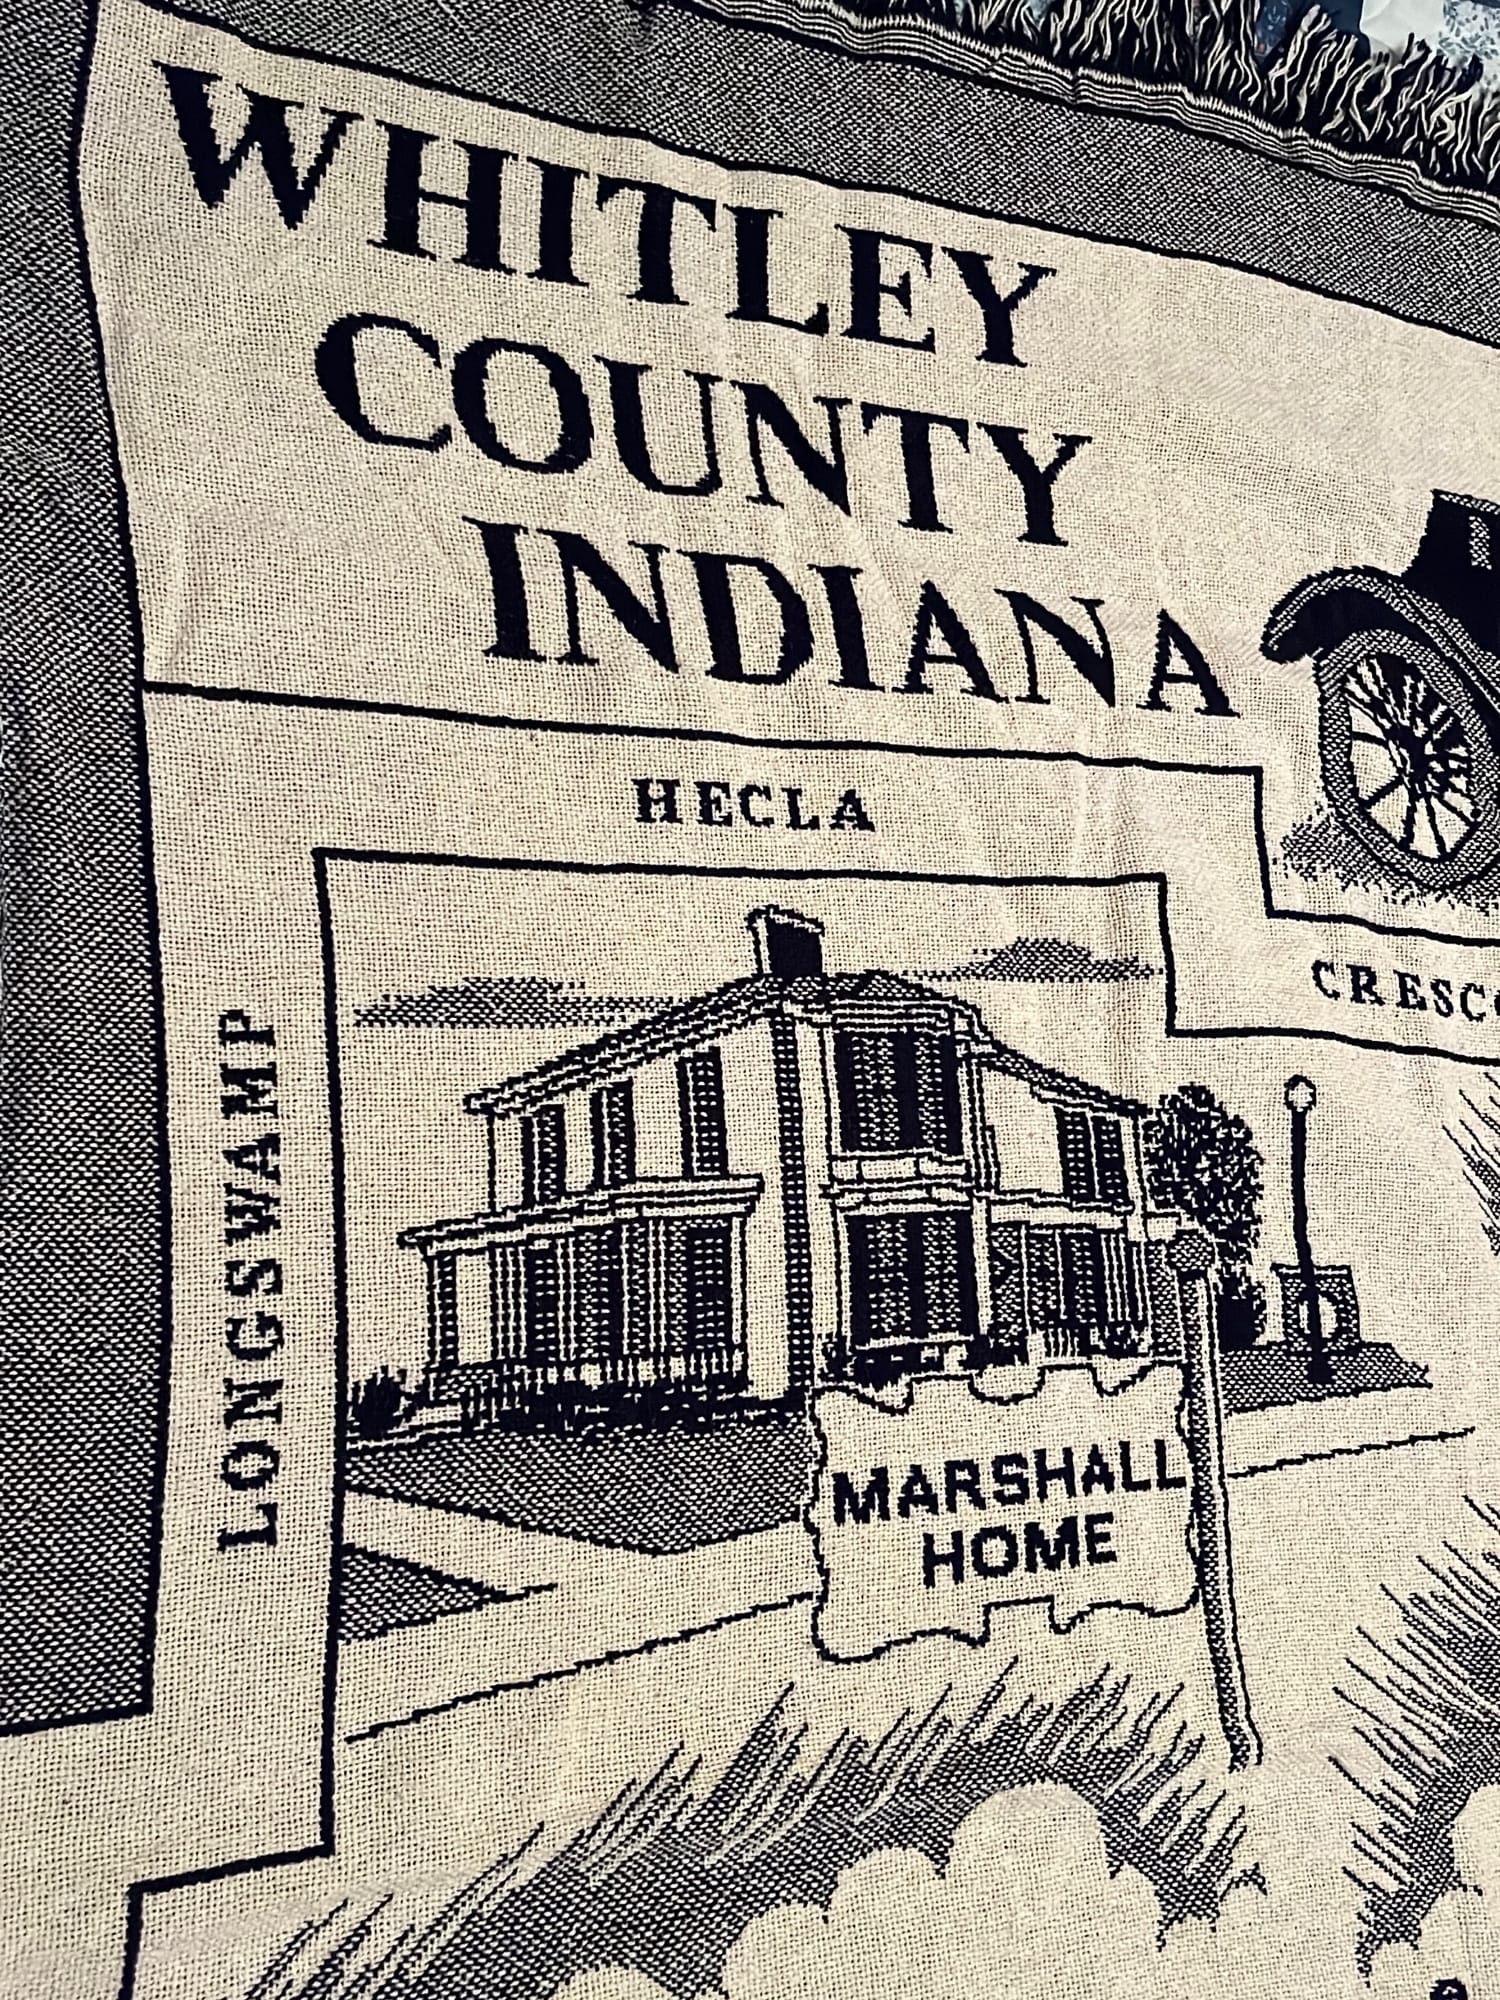 WHITLEY
COUNTY
INDIANA
HECLA
LONGSWAMP
MARSHALL
HOME